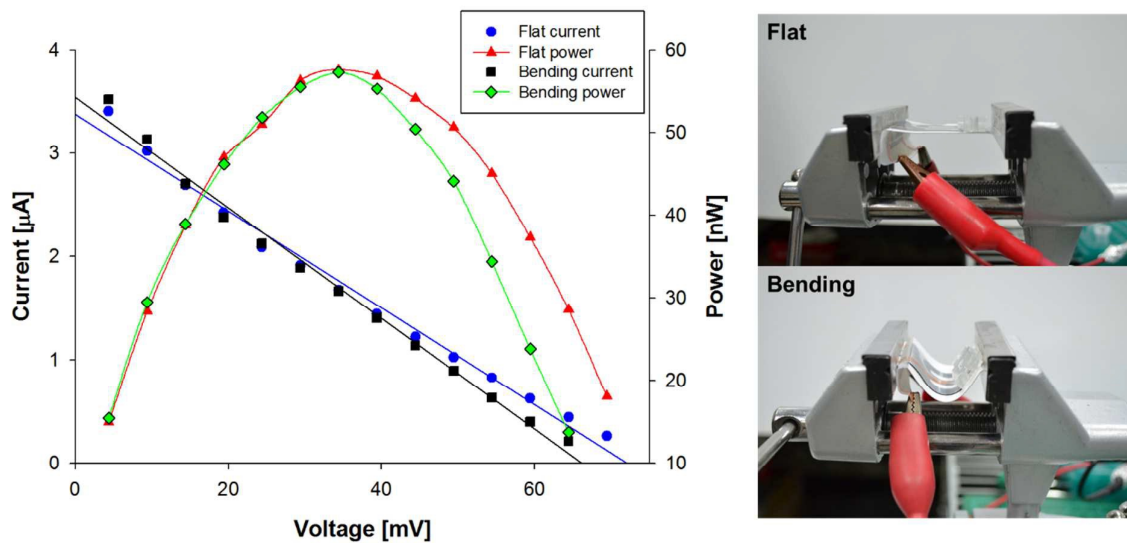 Flat current
Flat power
Bending current
Bending power
4
3
2
1
0
Current [µA]
60
50
40
30
20
10
Power [nW]
0
20
40
60
Voltage [mV]
Flat
Bending